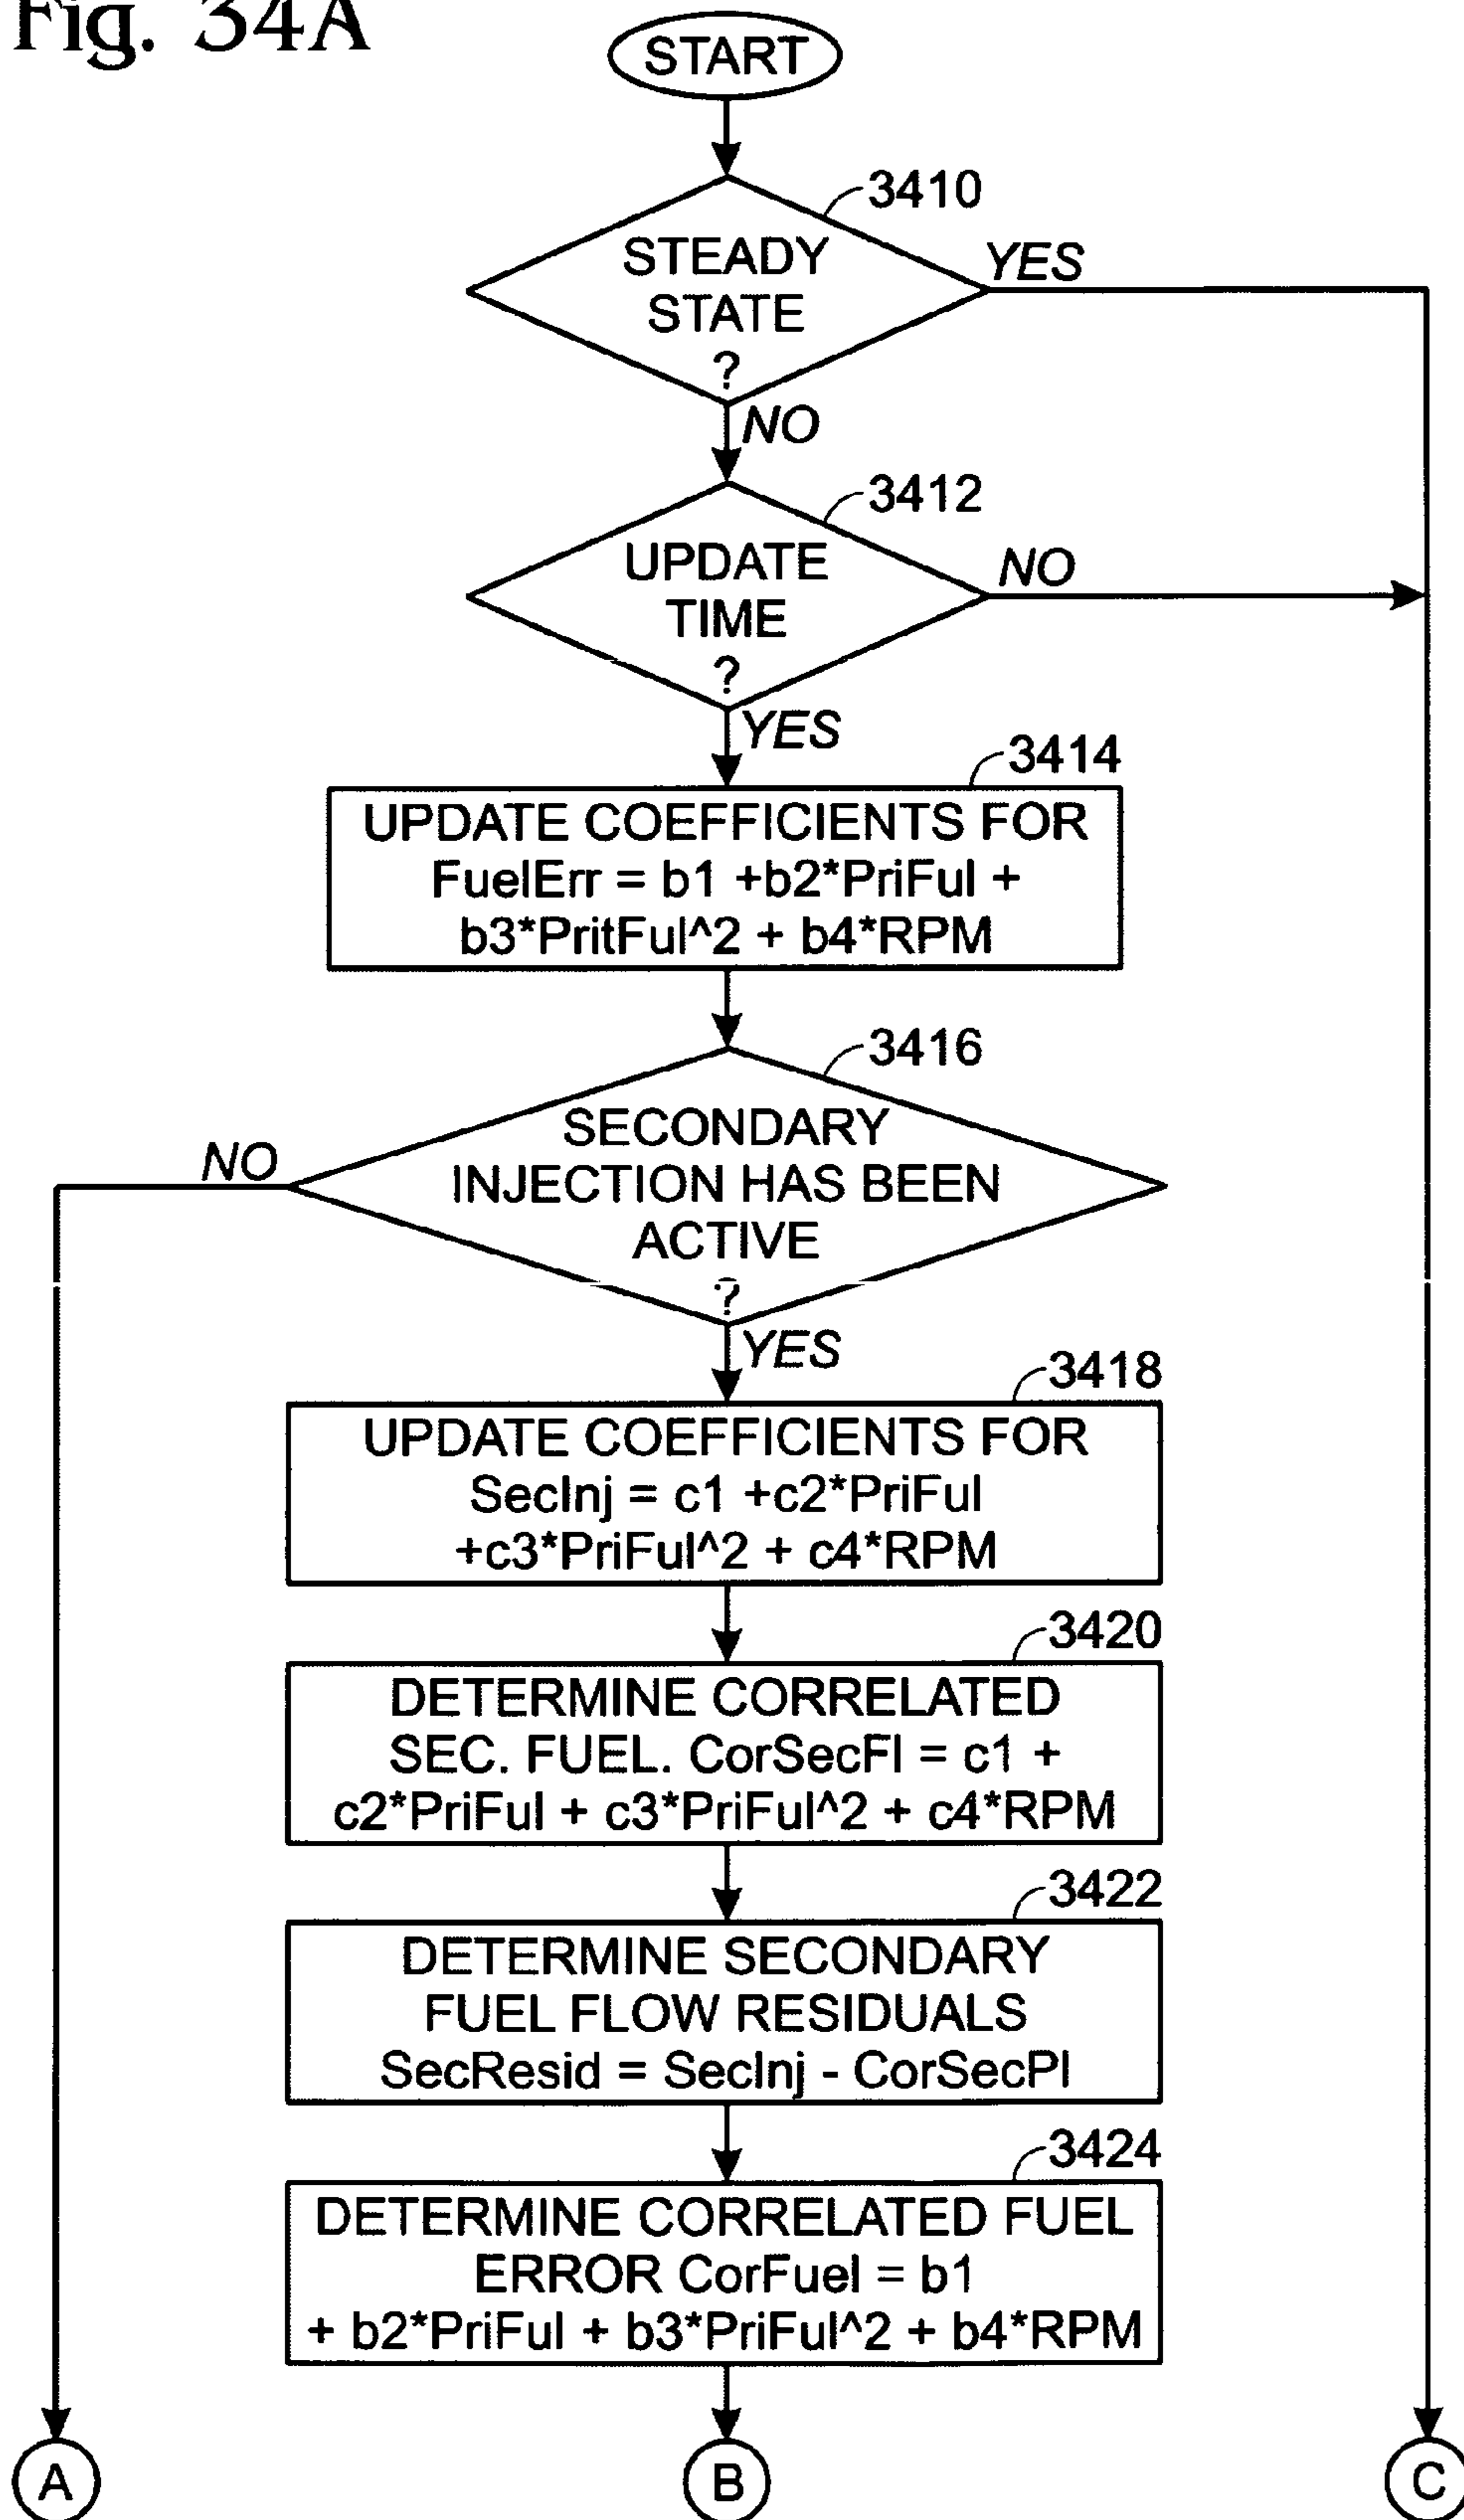 Fig. 34A
START
3410
STEADY
STATE
?
YES
NO
3412
UPDATE
TIME
?
NO
YES
3414
UPDATE COEFFICIENTS FOR
FuelErr = b1 +b2*PriFul +
b3*PritFul^2 + b4*RPM
3416
SECONDARY
INJECTION HAS BEEN
ACTIVE
?
NO
YES
3418
UPDATE COEFFICIENTS FOR
SecInj = c1 +c2*PriFul
+c3*PriFul^2 + c4*RPM
3420
DETERMINE CORRELATED
SEC. FUEL. CorSecFl = c1 +
c2*PriFul + c3*PriFul^2 + c4*RPM
3422
DETERMINE SECONDARY
FUEL FLOW RESIDUALS
SecResid = SecInj - CorSecPl
3424
DETERMINE CORRELATED FUEL
ERROR CorFuel = b1
+ b2*PriFul + b3*PriFul^2 + b4*RPM
A
B
C